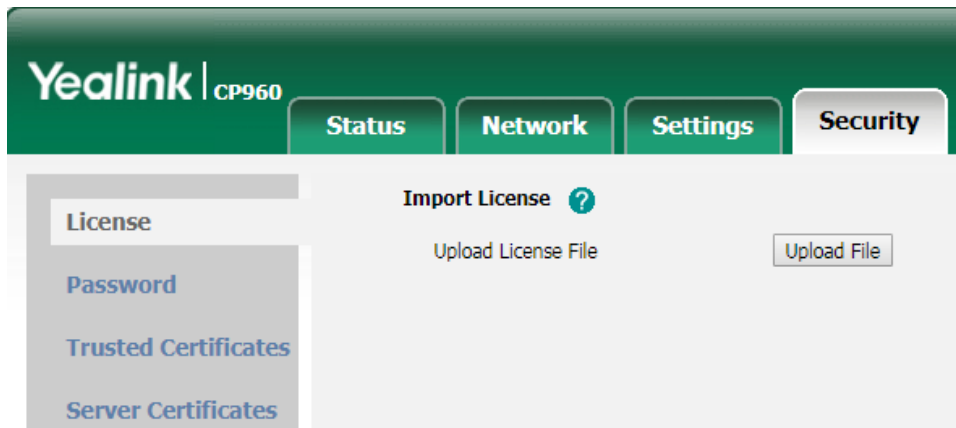 Yealink | CP960
Status Network Settings Security
License
Password
Trusted Certificates
Server Certificates
Import License ?
Upload License File Upload File